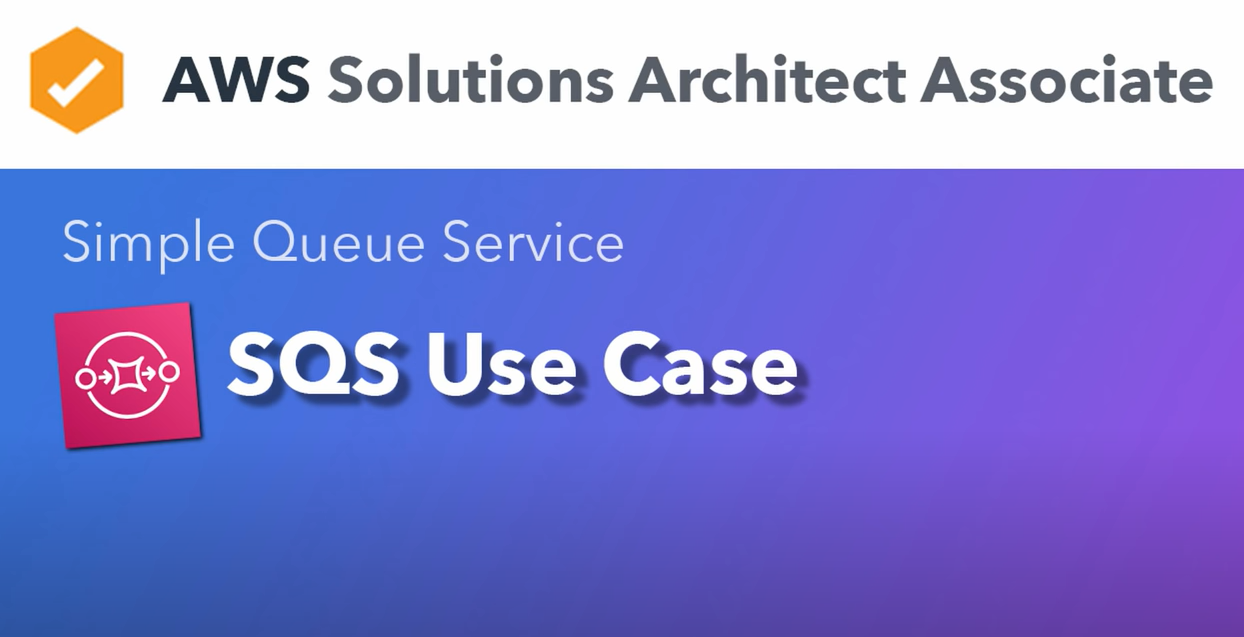 AWS Solutions Architect Associate
Simple Queue Service
SQS Use Case